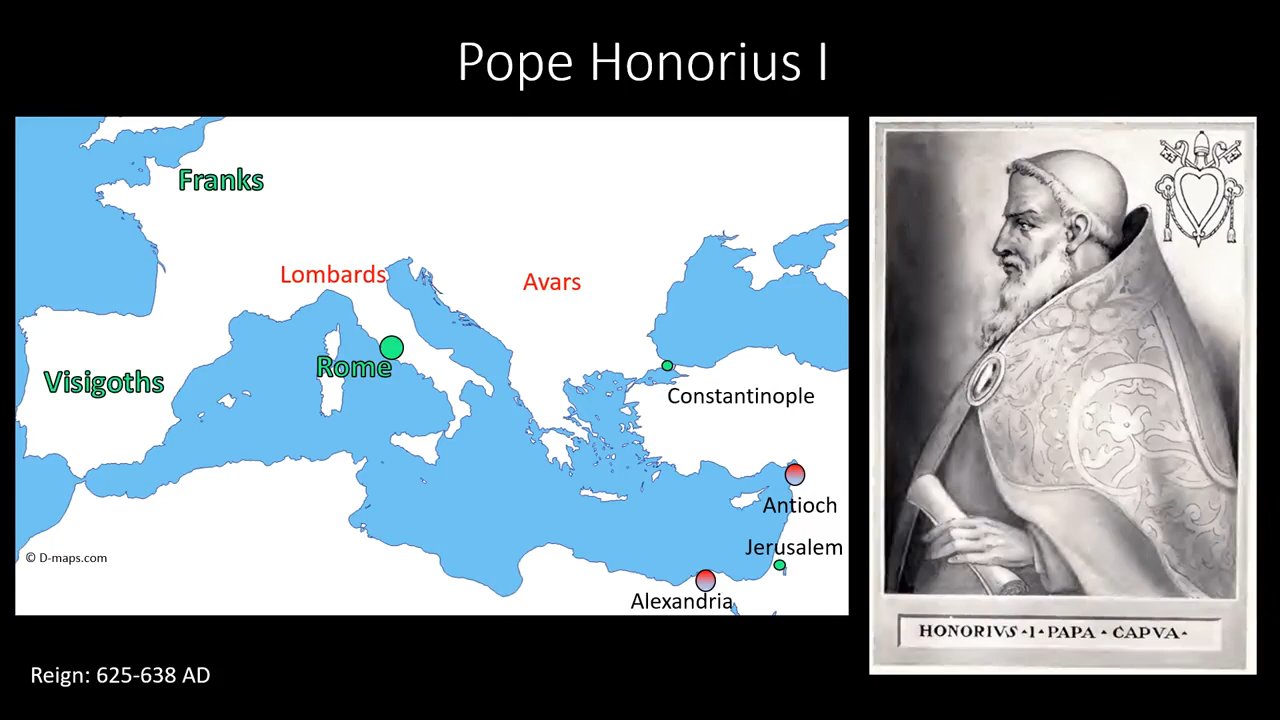 Pope Honorius I
Franks
Lombards
Avars
Visigoths
Rome
Constantinople
Antioch
Jerusalem
Alexandria
© D-maps.com
HONORIVS · I · PAPA · CAPVA ·
Reign: 625-638 AD